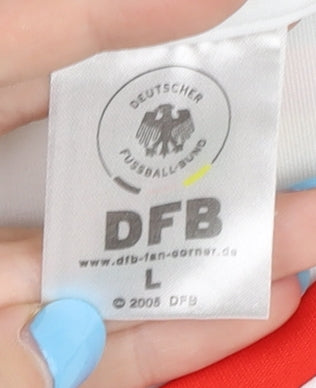 DEUTSCHER
FUSSBALL-BUND
DFB
www.dfb-fan-corner.de
L
© 2005 DFB